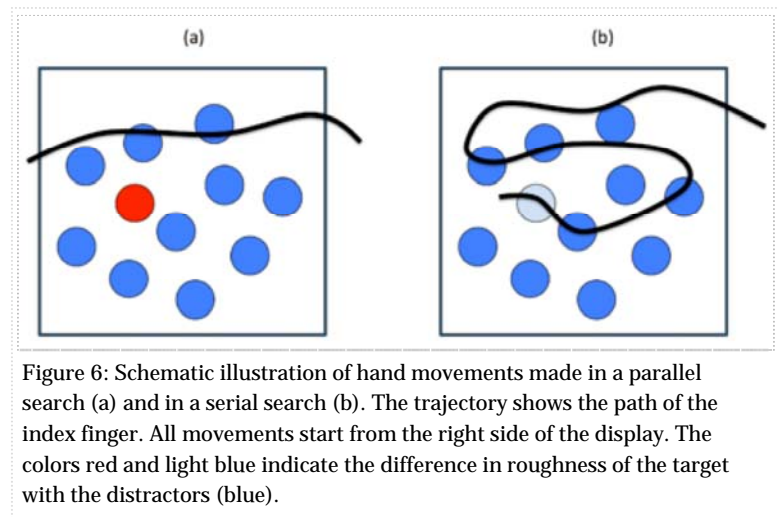 (a) (b)
Figure 6: Schematic illustration of hand movements made in a parallel
search (a) and in a serial search (b). The trajectory shows the path of the
index finger. All movements start from the right side of the display. The
colors red and light blue indicate the difference in roughness of the target
with the distractors (blue).